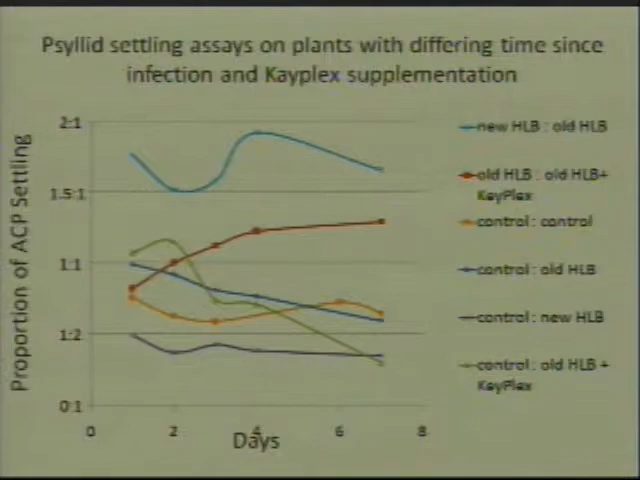 Psyllid settling assays on plants with differing time since
infection and Kayplex supplementation
Proportion of ACP Settling
2:1
1.5:1
1:1
1:2
0:1
0
2
4
6
8
Days
new HLB : old HLB
old HLB : old HLB+
KeyPlex
control : control
control : old HLB
control : new HLB
control : old HLB +
KeyPlex